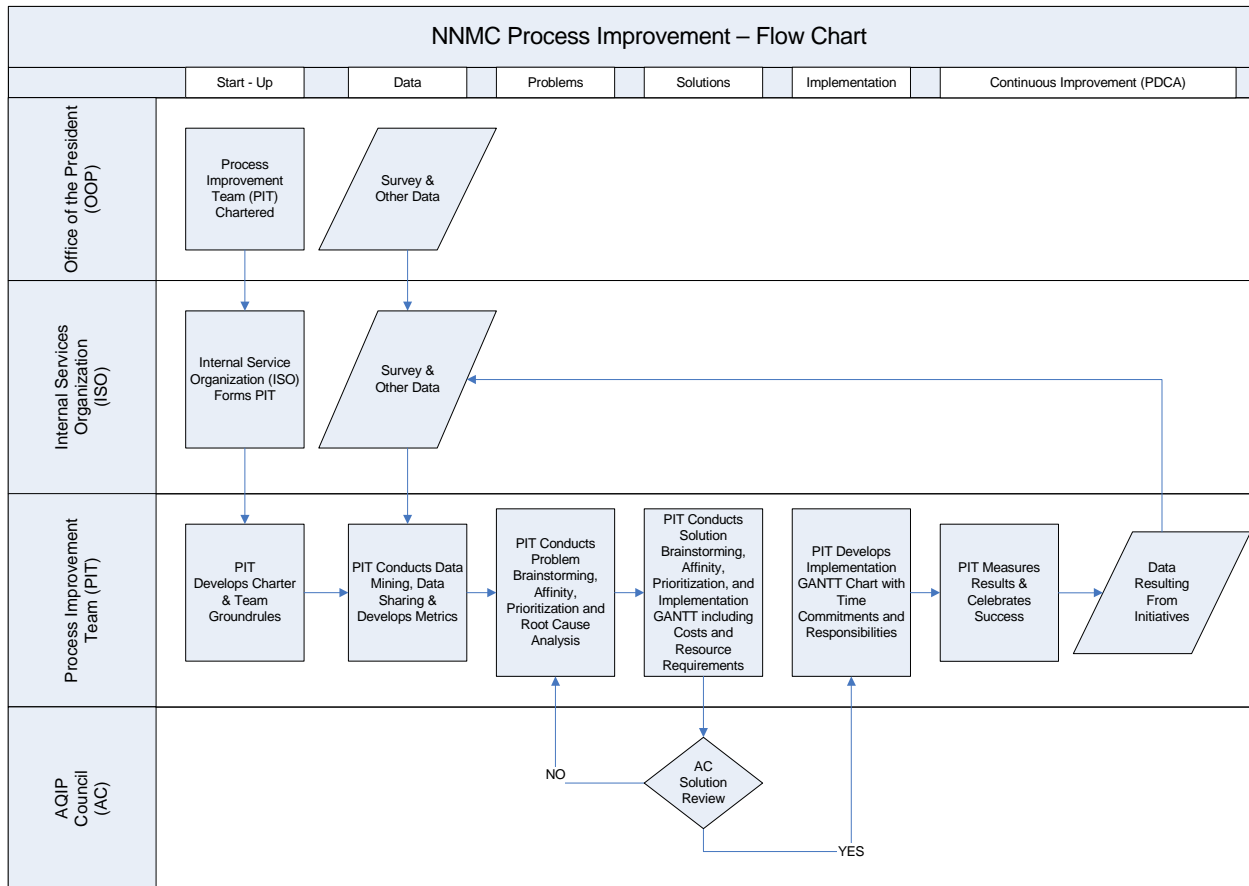 NNMC Process Improvement – Flow Chart
Start - Up
Data
Problems
Solutions
Implementation
Continuous Improvement (PDCA)
Office of the President
(OOP)
Process
Improvement
Team (PIT)
Chartered
Survey &
Other Data
Internal Services
Organization
(ISO)
Internal Service
Organization (ISO)
Forms PIT
Survey &
Other Data
Process Improvement
Team (PIT)
PIT
Develops Charter
& Team
Groundrules
PIT Conducts Data
Mining, Data
Sharing &
Develops Metrics
PIT Conducts
Problem
Brainstorming,
Affinity,
Prioritization and
Root Cause
Analysis
PIT Conducts
Solution
Brainstorming,
Affinity,
Prioritization, and
Implementation
GANTT including
Costs and
Resource
Requirements
PIT Develops
Implementation
GANTT Chart with
Time
Commitments and
Responsibilities
PIT Measures
Results &
Celebrates
Success
Data
Resulting
From
Initiatives
AQIP
Council
(AC)
NO
AC
Solution
Review
YES